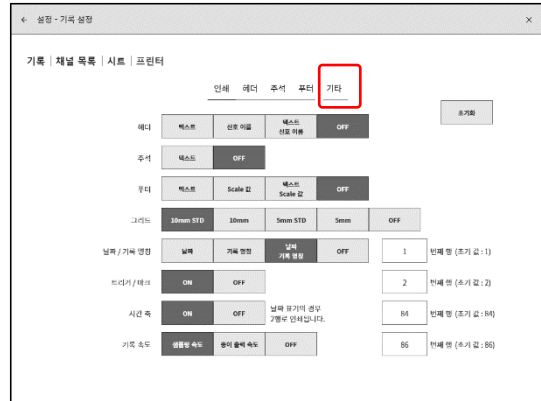 ← 설정 - 기록 설정 ×
기록 | 채널 목록 | 시트 | 프린터
인쇄 헤더 주석 푸터 기타
초기화
헤더 텍스트 신호 이름 텍스트 신호 이름 OFF
주석 텍스트 OFF
푸터 텍스트 Scale 값 텍스트 Scale 값 OFF
그리드 10mm STD 10mm 5mm STD 5mm OFF
날짜 / 기록 명칭 날짜 기록 명칭 날짜 기록 명칭 OFF 1 번째 행 (초기 값 : 1)
트리거 / 마크 ON OFF 2 번째 행 (초기 값 : 2)
시간 축 ON OFF 날짜 표기의 경우 2행로 인쇄됩니다. 84 번째 행 (초기 값 : 84)
기록 속도 샘플링 속도 종이 출력 속도 OFF 86 번째 행 (초기 값 : 86)